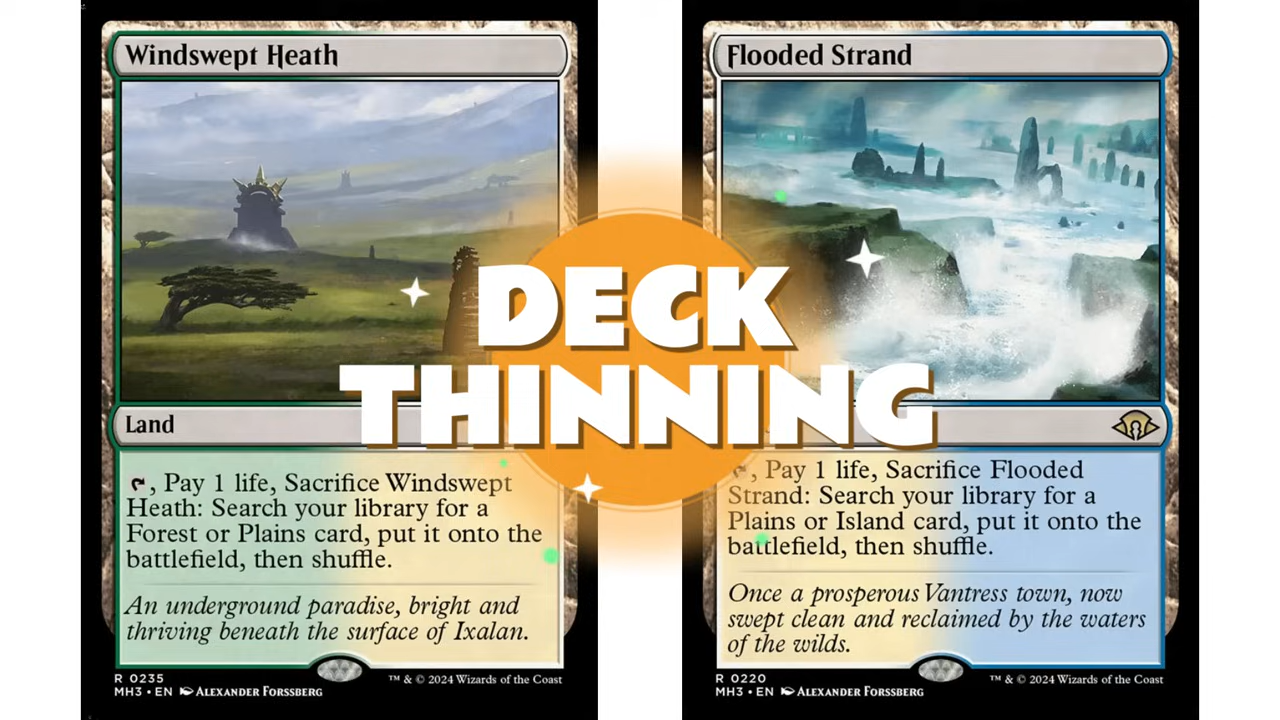 Windswept Heath
Land
, Pay 1 life, Sacrifice Windswept
Heath: Search your library for a
Forest or Plains card, put it onto the
battlefield, then shuffle.
An underground paradise, bright and
thriving beneath the surface of Ixalan.
R 0235
MH3 • EN ALEXANDER FORSSBERG
™ & © 2024 Wizards of the Coast
DECK
THINNING
Flooded Strand
, Pay 1 life, Sacrifice Flooded
Strand: Search your library for a
Plains or Island card, put it onto the
battlefield, then shuffle.
Once a prosperous Vantress town, now
swept clean and reclaimed by the waters
of the wilds.
R 0220
MH3 • EN ALEXANDER FORSSBERG
™ & © 2024 Wizards of the Coast